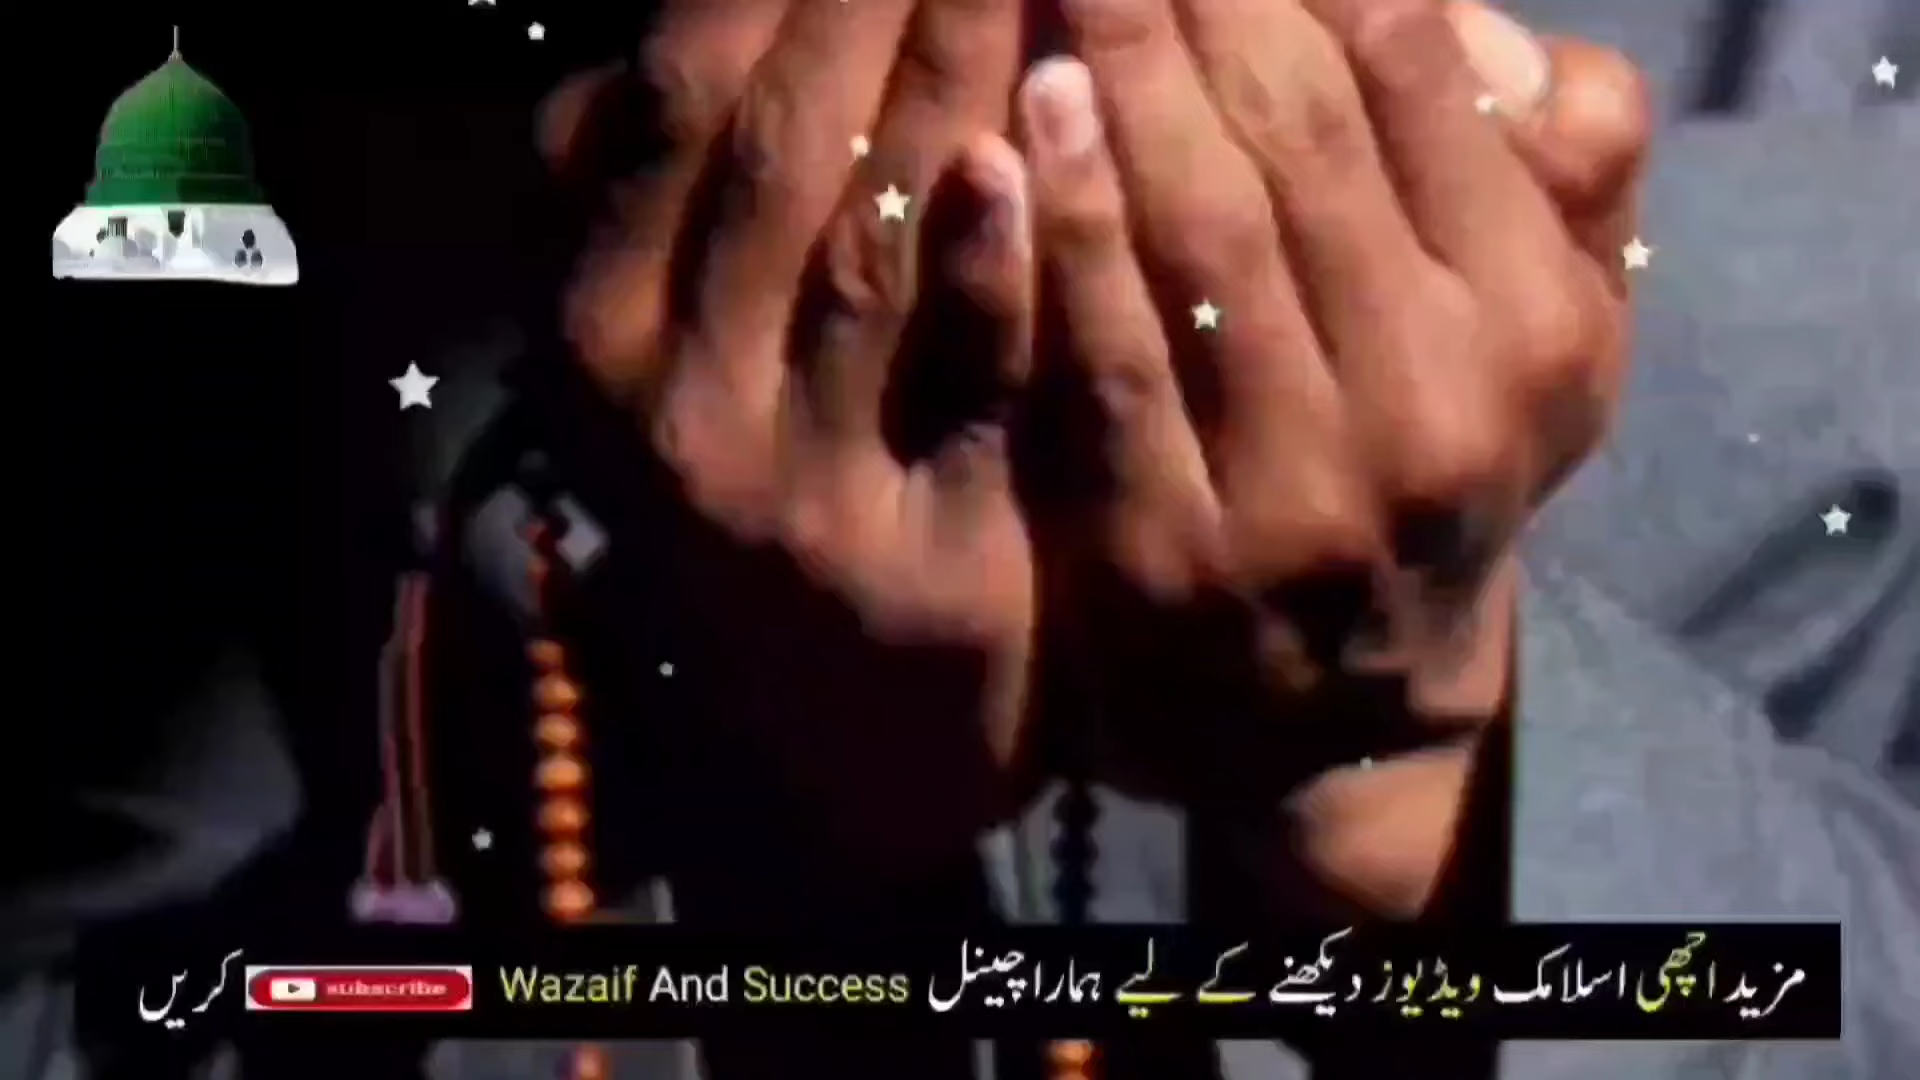 مزید اچھی اسلامک ویڈیوز دیکھنے کے لیے ہمارا چینل Wazaif And Success subscribe کریں